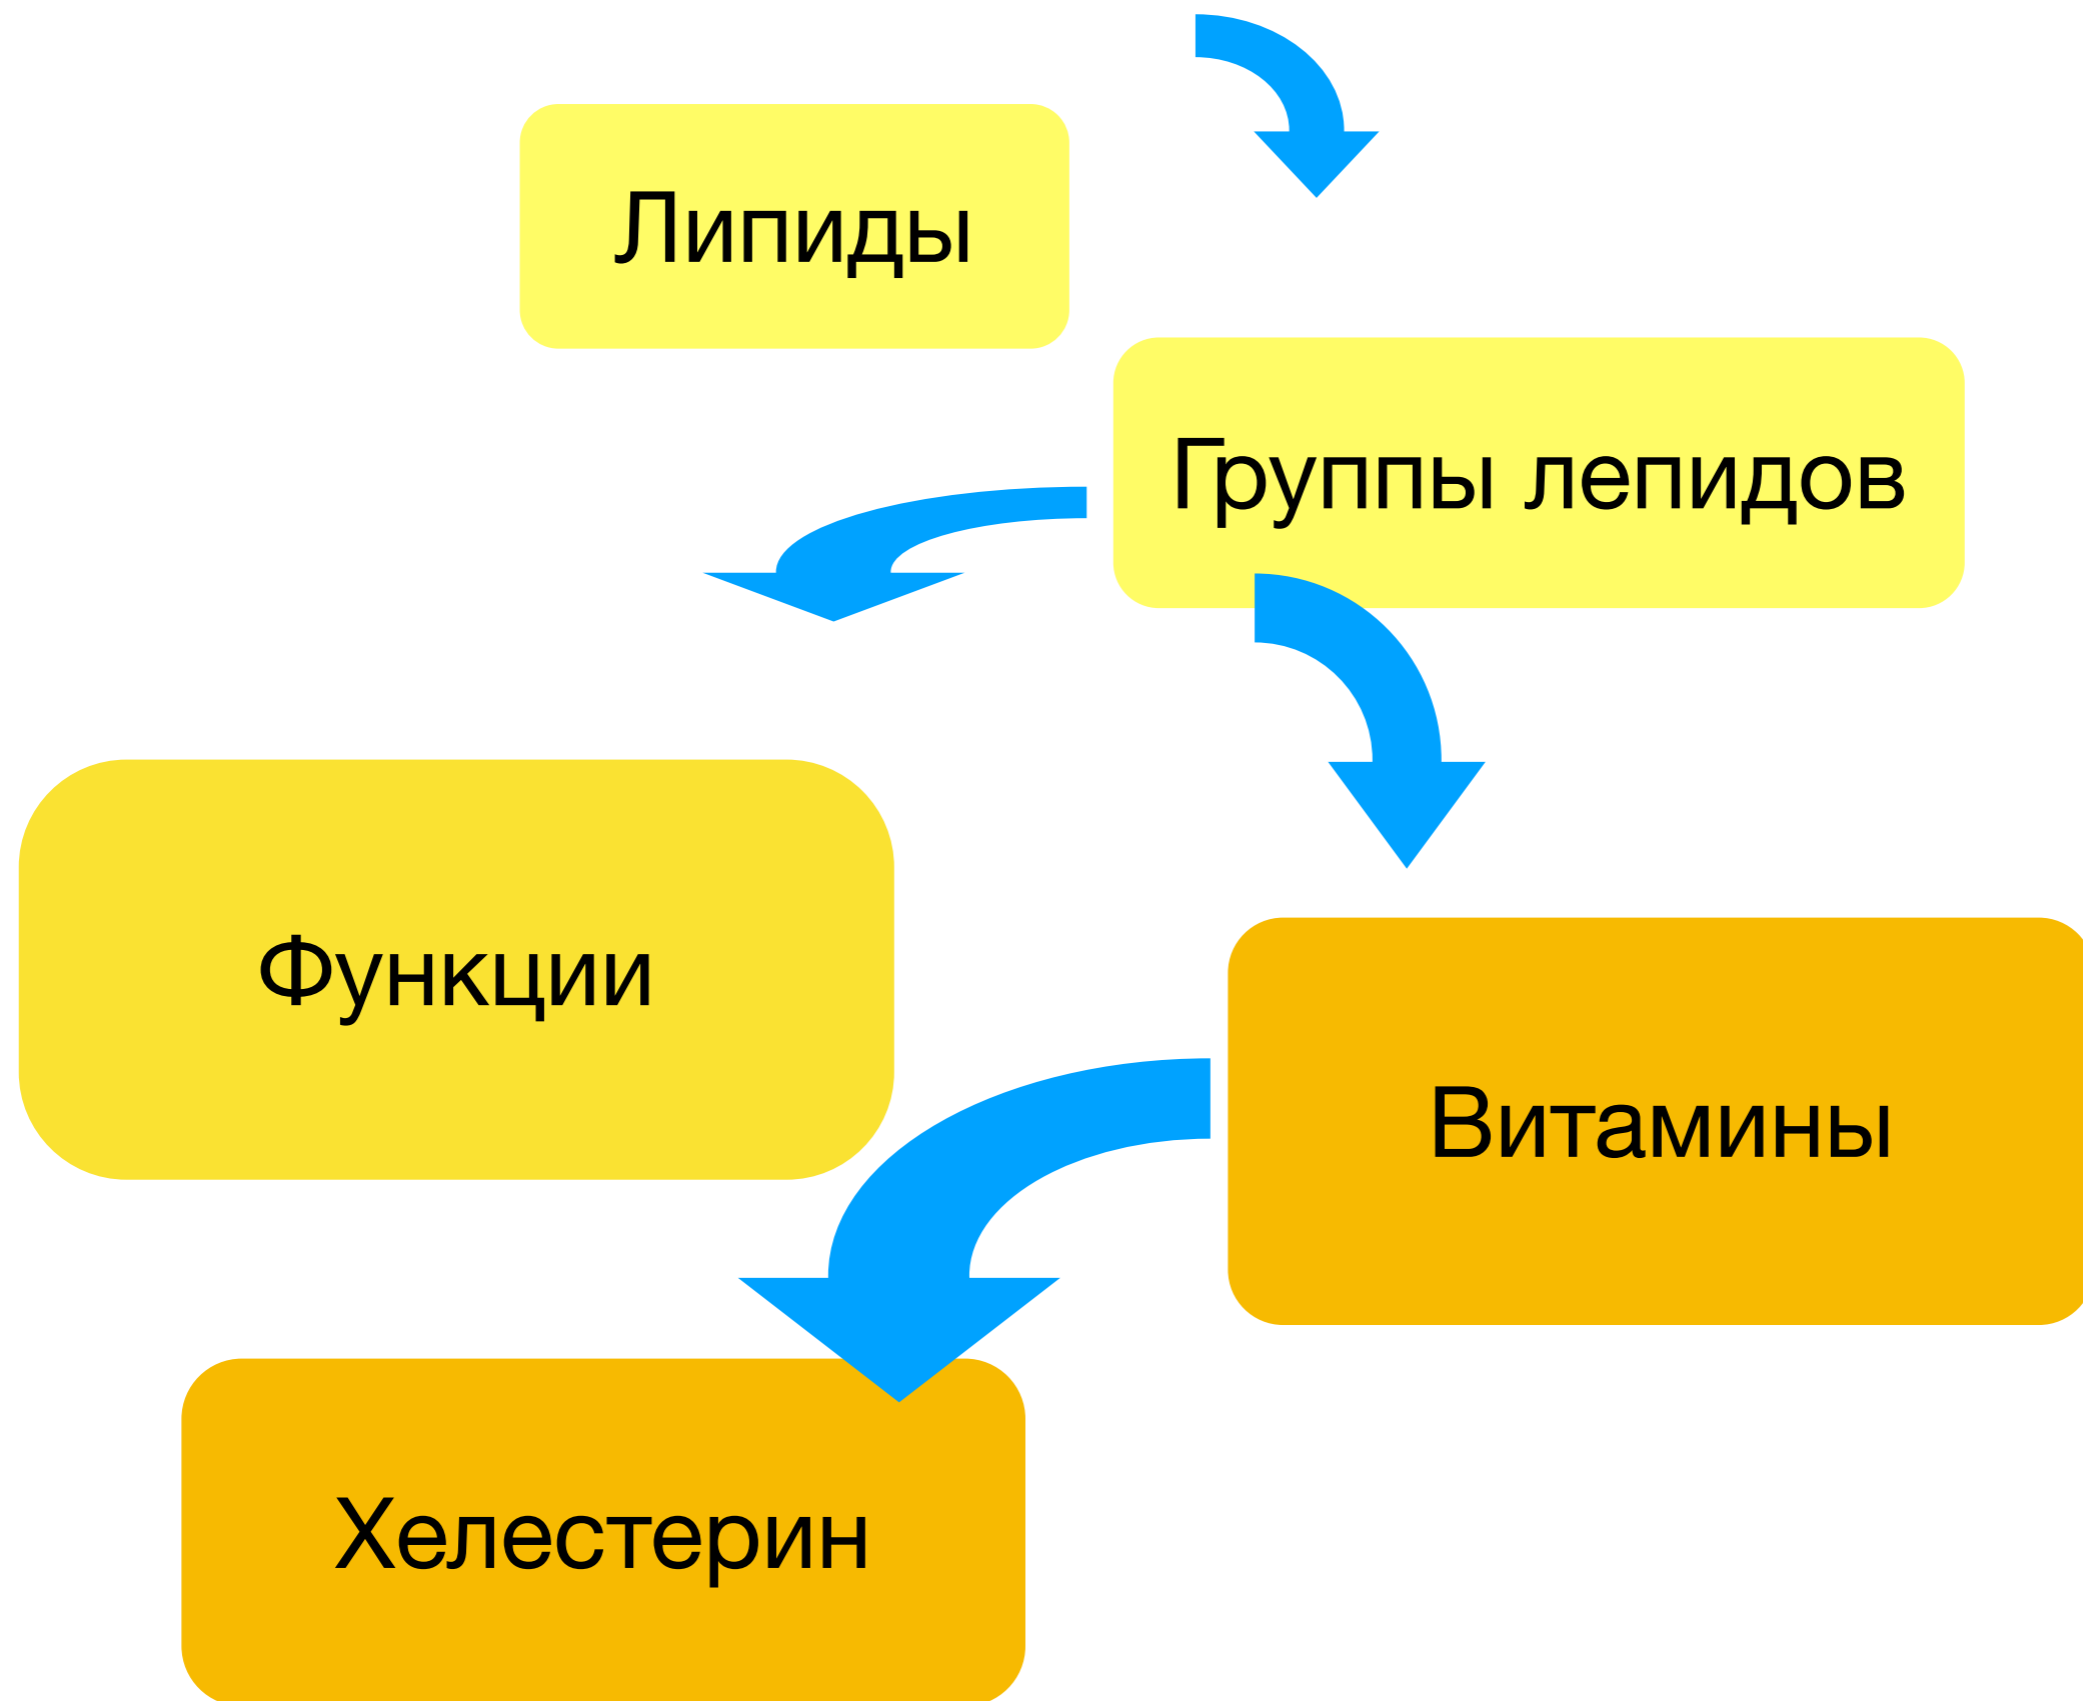 Липиды
Группы лепидов
Функции
Витамины
Хелестерин